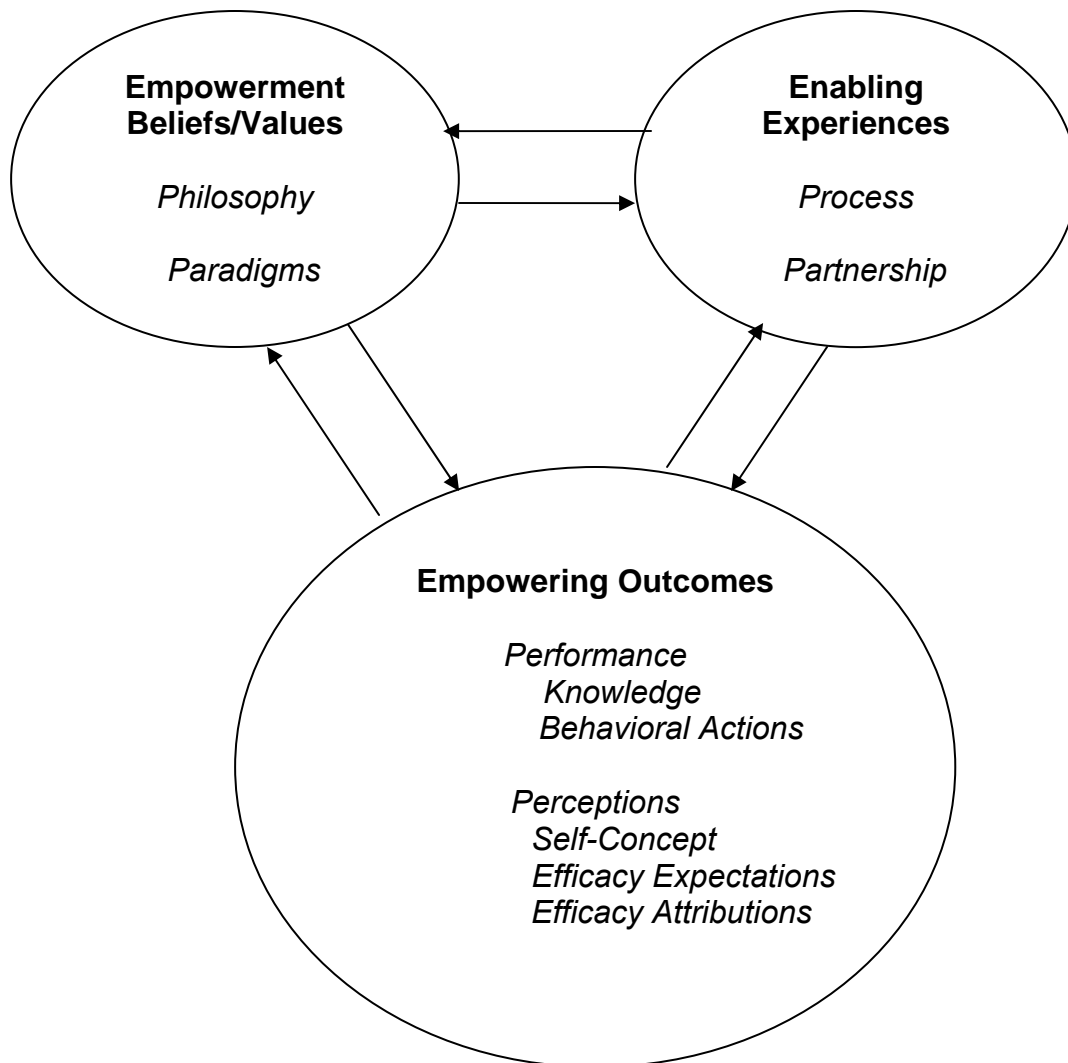 Empowerment
Beliefs/Values
Philosophy
Paradigms
Enabling
Experiences
Process
Partnership
Empowering Outcomes
Performance
Knowledge
Behavioral Actions
Perceptions
Self-Concept
Efficacy Expectations
Efficacy Attributions